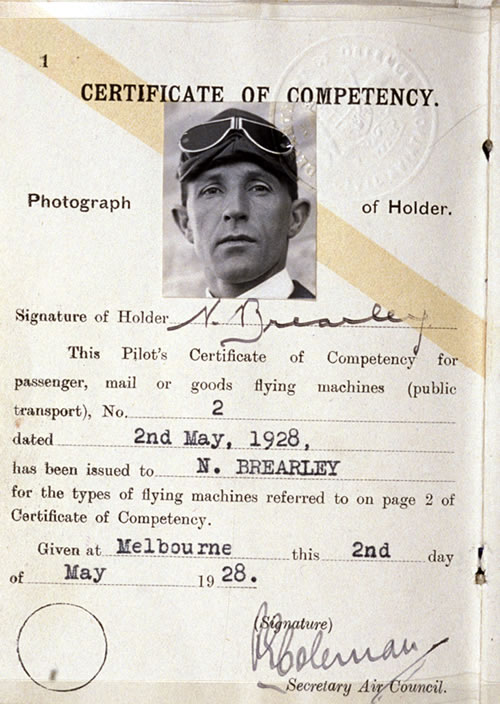 1
CERTIFICATE OF COMPETENCY.
Photograph of Holder.
Signature of Holder N. Brearley
This Pilot's Certificate of Competency for
passenger, mail or goods flying machines (public
transport), No. 2
dated 2nd May, 1928,
has been issued to N. BREARLEY
for the types of flying machines referred to on page 2 of
Certificate of Competency.
Given at Melbourne this 2nd day
of May 1928.
(Signature)
Coleman
Secretary Air Council.